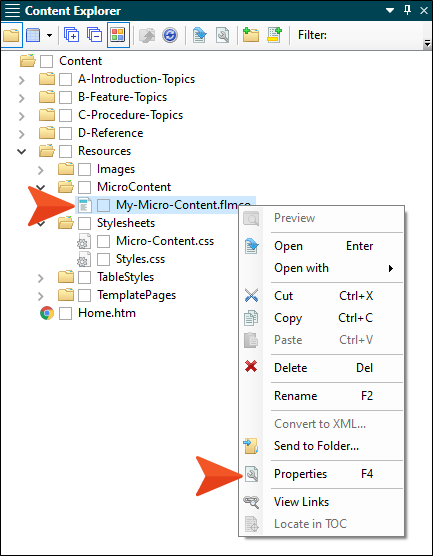 Content Explorer
Filter:
Content
A-Introduction-Topics
B-Feature-Topics
C-Procedure-Topics
D-Reference
Resources
Images
MicroContent
My-Micro-Content.flmco
Stylesheets
Micro-Content.css
Styles.css
TableStyles
TemplatePages
Home.htm
Preview
Open Enter
Open with
Cut Ctrl+X
Copy Ctrl+C
Paste Ctrl+V
Delete Del
Rename F2
Convert to XML...
Send to Folder...
Properties F4
View Links
Locate in TOC